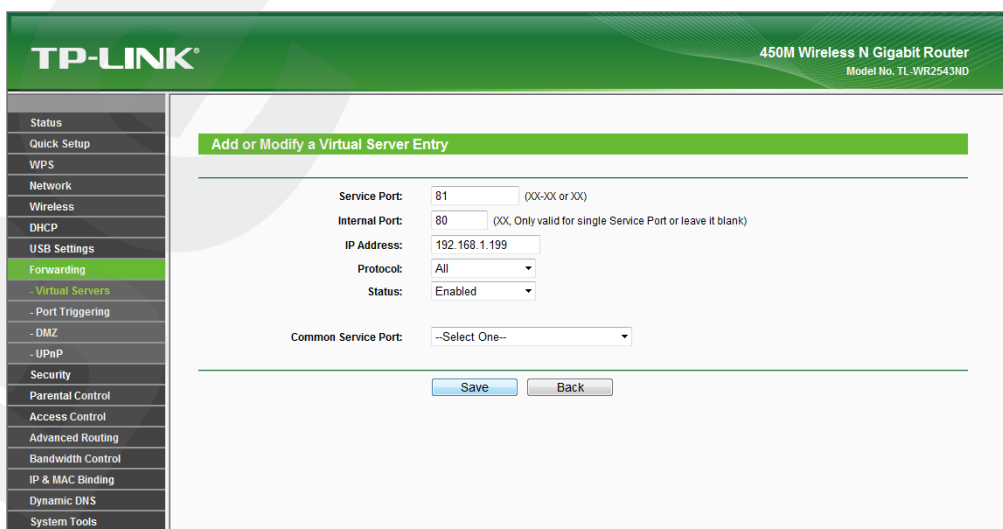 TP-LINK®
450M Wireless N Gigabit Router
Model No. TL-WR2543ND
Status
Quick Setup
WPS
Network
Wireless
DHCP
USB Settings
Forwarding
- Virtual Servers
- Port Triggering
- DMZ
- UPnP
Security
Parental Control
Access Control
Advanced Routing
Bandwidth Control
IP & MAC Binding
Dynamic DNS
System Tools
Add or Modify a Virtual Server Entry
Service Port: 81 (XX-XX or XX)
Internal Port: 80 (XX, Only valid for single Service Port or leave it blank)
IP Address: 192.168.1.199
Protocol: All
Status: Enabled
Common Service Port: --Select One--
Save Back